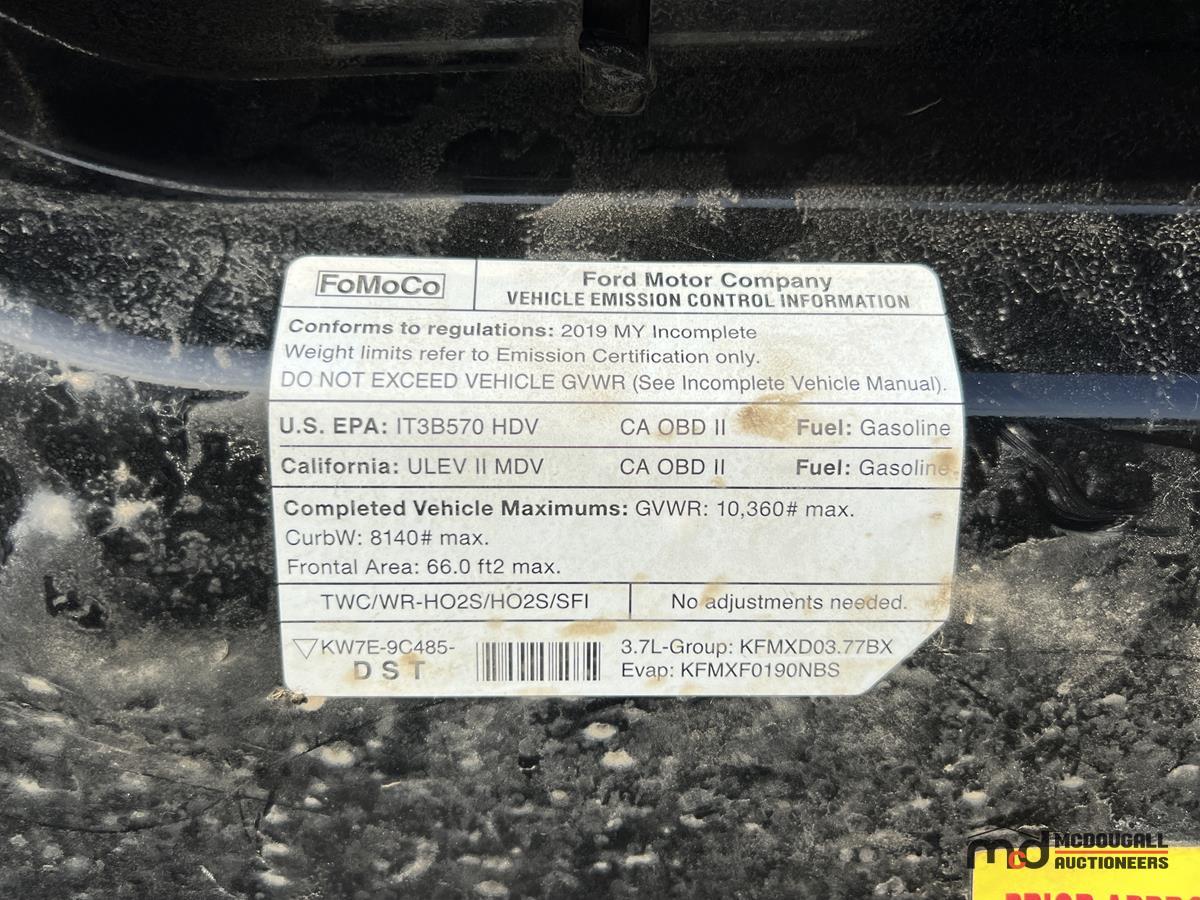 FoMoCo
Ford Motor Company
VEHICLE EMISSION CONTROL INFORMATION
Conforms to regulations: 2019 MY Incomplete
Weight limits refer to Emission Certification only.
DO NOT EXCEED VEHICLE GVWR (See Incomplete Vehicle Manual).
U.S. EPA: IT3B570 HDV CA OBD II Fuel: Gasoline
California: ULEV II MDV CA OBD II Fuel: Gasoline
Completed Vehicle Maximums: GVWR: 10,360# max.
CurbW: 8140# max.
Frontal Area: 66.0 ft2 max.
TWC/WR-HO2S/HO2S/SFI No adjustments needed.
KW7E-9C485-
DST
3.7L-Group: KFMXD03.77BX
Evap: KFMXF0190NBS
mcd MCDOUGALL
AUCTIONEERS
PRIOR